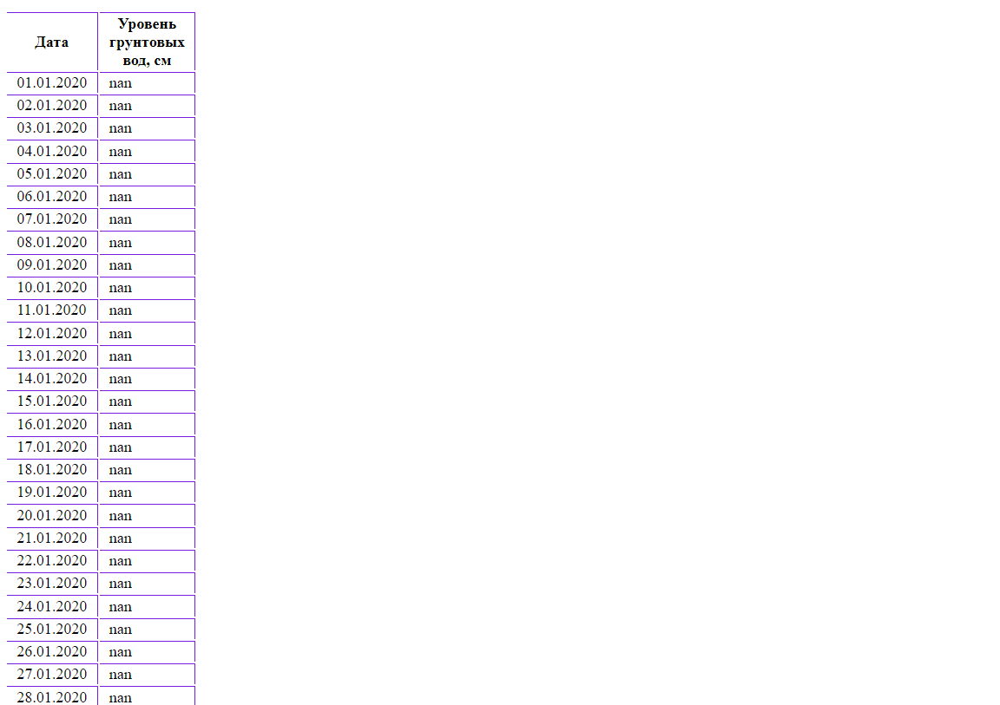 Дата
Уровень
грунтовых
вод, см
01.01.2020 nan
02.01.2020 nan
03.01.2020 nan
04.01.2020 nan
05.01.2020 nan
06.01.2020 nan
07.01.2020 nan
08.01.2020 nan
09.01.2020 nan
10.01.2020 nan
11.01.2020 nan
12.01.2020 nan
13.01.2020 nan
14.01.2020 nan
15.01.2020 nan
16.01.2020 nan
17.01.2020 nan
18.01.2020 nan
19.01.2020 nan
20.01.2020 nan
21.01.2020 nan
22.01.2020 nan
23.01.2020 nan
24.01.2020 nan
25.01.2020 nan
26.01.2020 nan
27.01.2020 nan
28.01.2020 nan